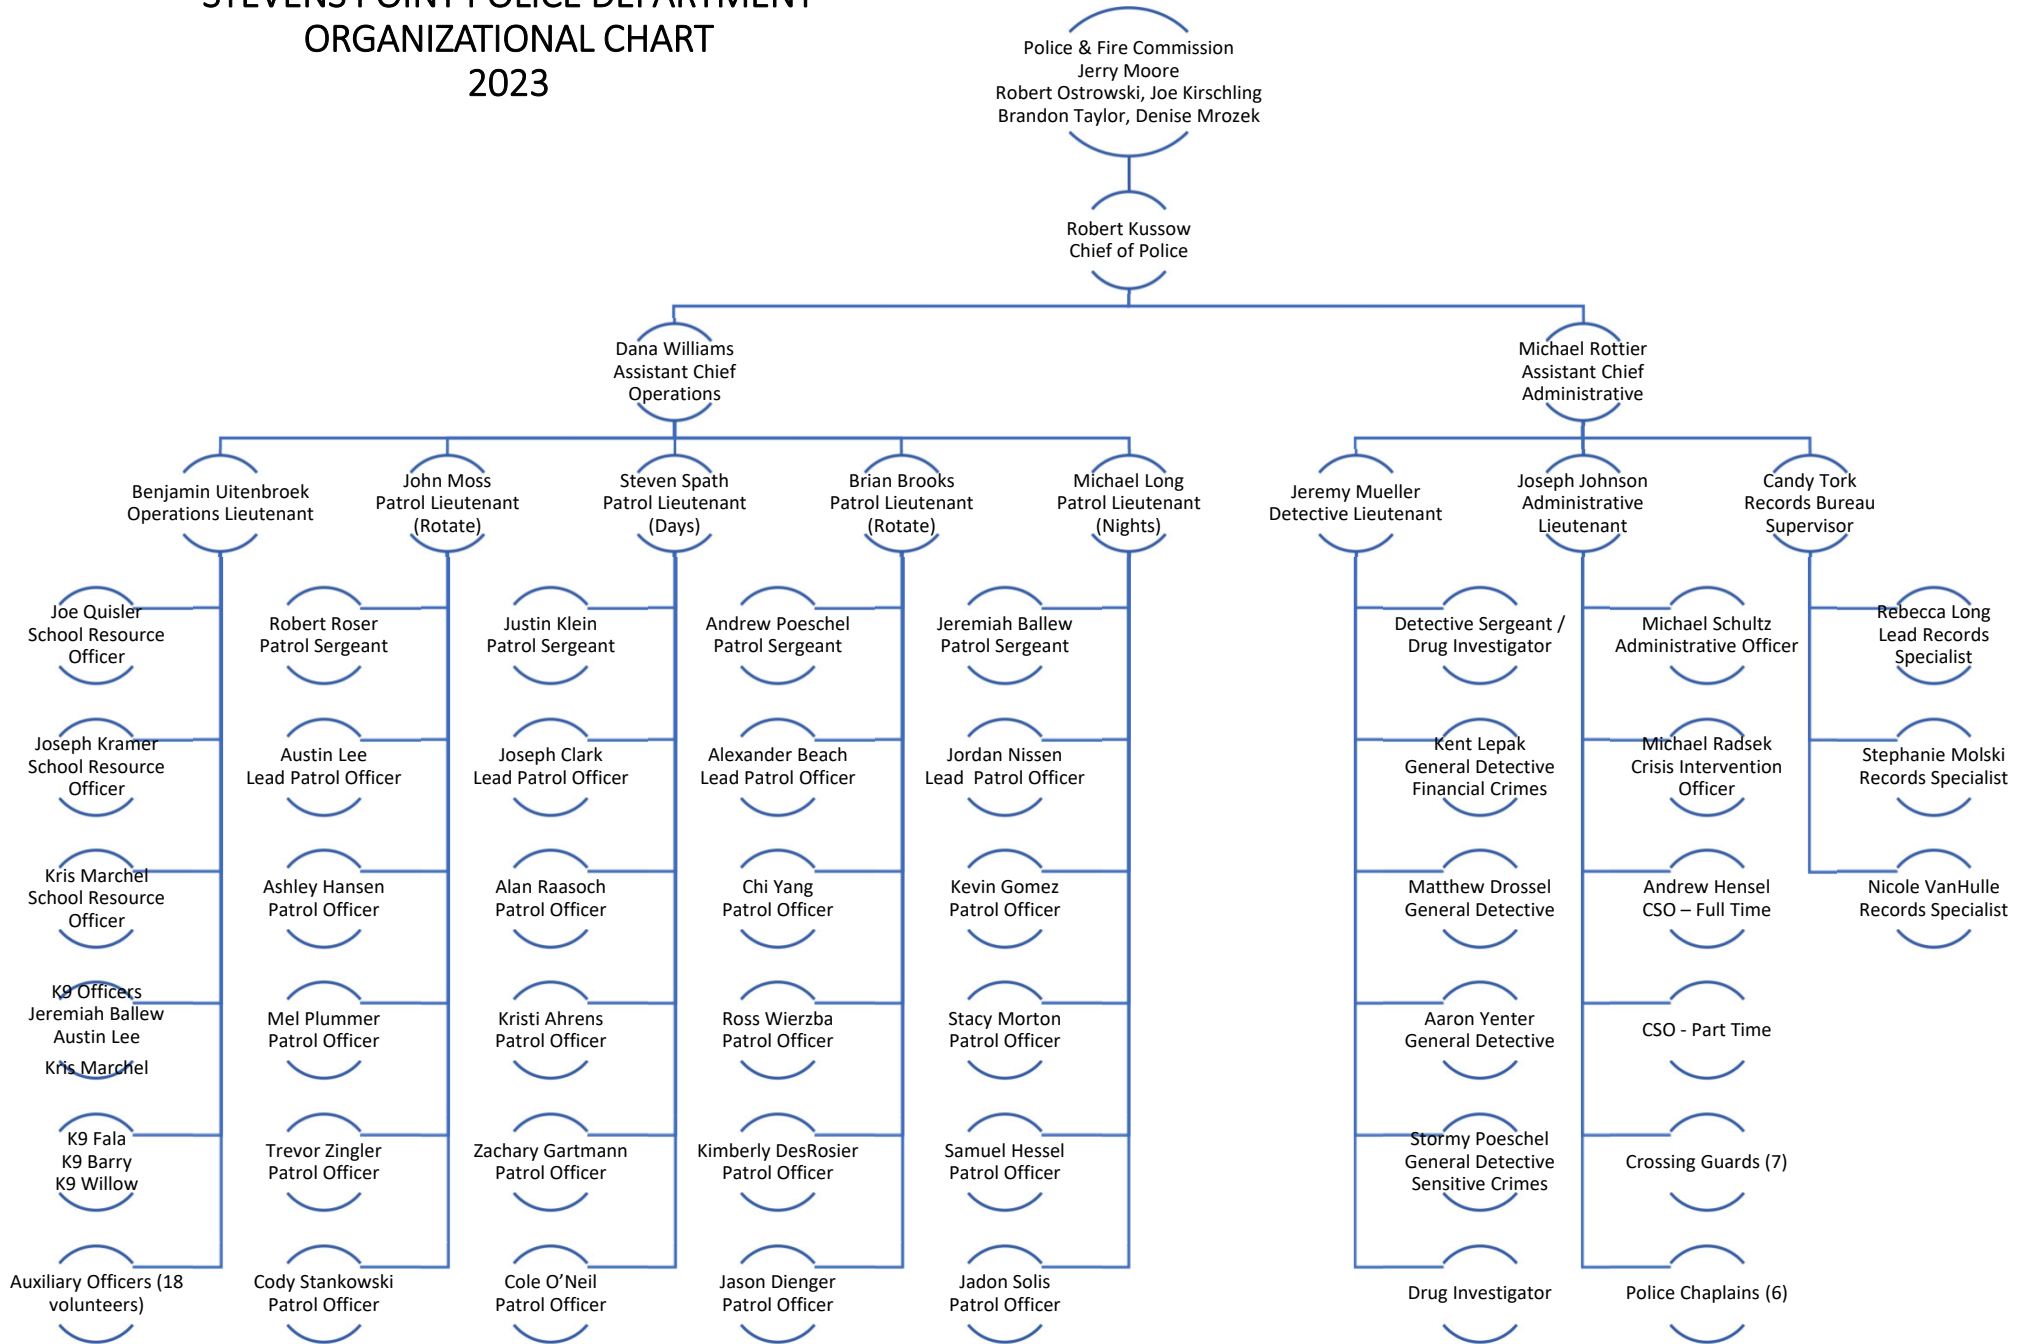 STEVENS POINT POLICE DEPARTMENT
ORGANIZATIONAL CHART
2023
Police & Fire Commission
Jerry Moore
Robert Ostrowski, Joe Kirschling
Brandon Taylor, Denise Mrozek
Robert Kussow
Chief of Police
Dana Williams
Assistant Chief
Operations
Michael Rottier
Assistant Chief
Administrative
Benjamin Uitenbroek
Operations Lieutenant
John Moss
Patrol Lieutenant
(Rotate)
Steven Spath
Patrol Lieutenant
(Days)
Brian Brooks
Patrol Lieutenant
(Rotate)
Michael Long
Patrol Lieutenant
(Nights)
Jeremy Mueller
Detective Lieutenant
Joseph Johnson
Administrative
Lieutenant
Candy Tork
Records Bureau
Supervisor
Joe Quisler
School Resource
Officer
Robert Roser
Patrol Sergeant
Justin Klein
Patrol Sergeant
Andrew Poeschel
Patrol Sergeant
Jeremiah Ballew
Patrol Sergeant
Detective Sergeant /
Drug Investigator
Michael Schultz
Administrative Officer
Rebecca Long
Lead Records
Specialist
Joseph Kramer
School Resource
Officer
Austin Lee
Lead Patrol Officer
Joseph Clark
Lead Patrol Officer
Alexander Beach
Lead Patrol Officer
Jordan Nissen
Lead  Patrol Officer
Kent Lepak
General Detective
Financial Crimes
Michael Radsek
Crisis Intervention
Officer
Stephanie Molski
Records Specialist
Kris Marchel
School Resource
Officer
Ashley Hansen
Patrol Officer
Alan Raasoch
Patrol Officer
Chi Yang
Patrol Officer
Kevin Gomez
Patrol Officer
Matthew Drossel
General Detective
Andrew Hensel
CSO – Full Time
Nicole VanHulle
Records Specialist
K9 Officers
Jeremiah Ballew
Austin Lee
Kris Marchel
Mel Plummer
Patrol Officer
Kristi Ahrens
Patrol Officer
Ross Wierzba
Patrol Officer
Stacy Morton
Patrol Officer
Aaron Yenter
General Detective
CSO - Part Time
K9 Fala
K9 Barry
K9 Willow
Trevor Zingler
Patrol Officer
Zachary Gartmann
Patrol Officer
Kimberly DesRosier
Patrol Officer
Samuel Hessel
Patrol Officer
Stormy Poeschel
General Detective
Sensitive Crimes
Crossing Guards (7)
Auxiliary Officers (18
volunteers)
Cody Stankowski
Patrol Officer
Cole O’Neil
Patrol Officer
Jason Dienger
Patrol Officer
Jadon Solis
Patrol Officer
Drug Investigator
Police Chaplains (6)